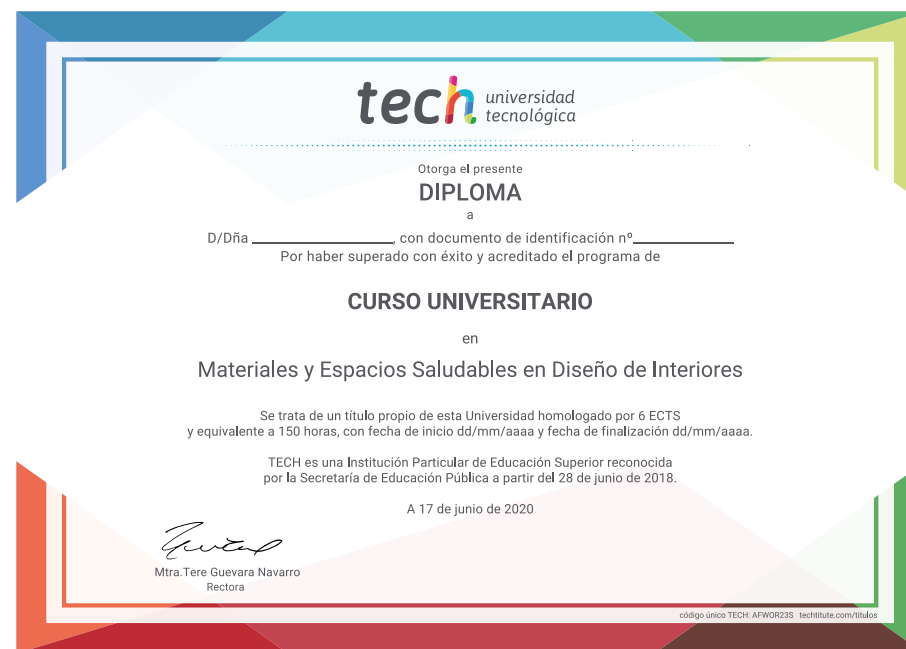 tech universidad
tecnológica
Otorga el presente
DIPLOMA
a
D/Dña ____________________, con documento de identificación nº______________
Por haber superado con éxito y acreditado el programa de
CURSO UNIVERSITARIO
en
Materiales y Espacios Saludables en Diseño de Interiores
Se trata de un título propio de esta Universidad homologado por 6 ECTS
y equivalente a 150 horas, con fecha de inicio dd/mm/aaaa y fecha de finalización dd/mm/aaaa.
TECH es una Institución Particular de Educación Superior reconocida
por la Secretaría de Educación Pública a partir del 28 de junio de 2018.
A 17 de junio de 2020
Mtra.Tere Guevara Navarro
Rectora
código único TECH: AFWOR23S techtitute.com/titulos